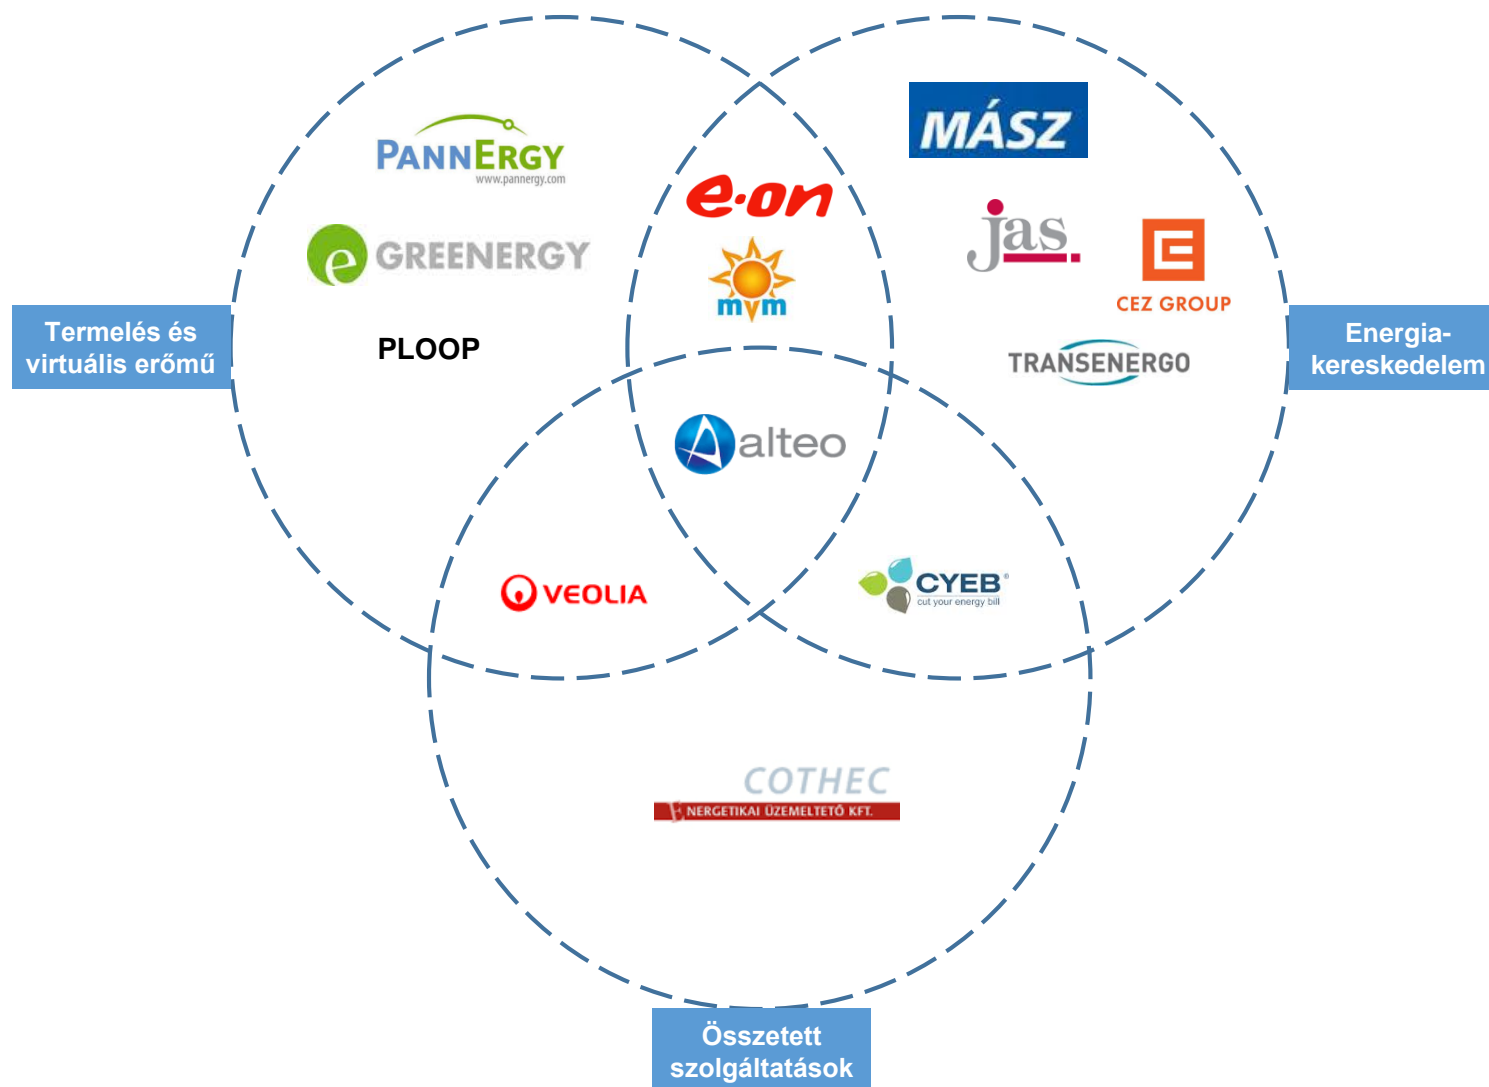 PANNERGY
www.pannergy.com
e GREENERGY
PLOOP
Termelés és
virtuális erőmű
e·on
mvm
alteo
MÁSZ
jas.
CEZ GROUP
TRANSENERGO
Energia-
kereskedelem
VEOLIA
CYEB®
cut your energy bill
COTHEC
ENERGETIKAI ÜZEMELTETŐ KFT.
Összetett
szolgáltatások